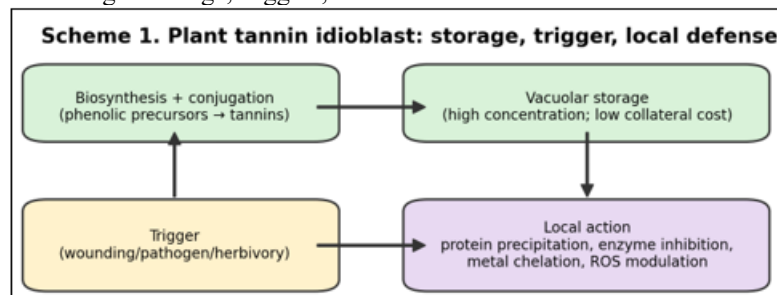 Scheme 1. Plant tannin idioblast: storage, trigger, local defense
Biosynthesis + conjugation
(phenolic precursors → tannins)
Vacuolar storage
(high concentration; low collateral cost)
Trigger
(wounding/pathogen/herbivory)
Local action
protein precipitation, enzyme inhibition,
metal chelation, ROS modulation